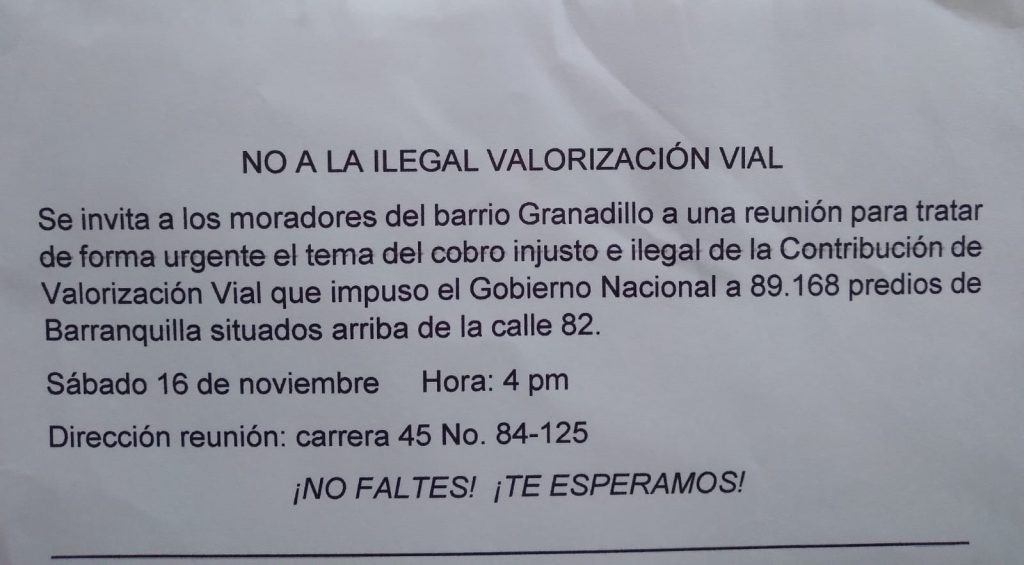 NO A LA ILEGAL VALORIZACIÓN VIAL
Se invita a los moradores del barrio Granadillo a una reunión para tratar
de forma urgente el tema del cobro injusto e ilegal de la Contribución de
Valorización Vial que impuso el Gobierno Nacional a 89.168 predios de
Barranquilla situados arriba de la calle 82.
Sábado 16 de noviembre Hora: 4 pm
Dirección reunión: carrera 45 No. 84-125
¡NO FALTES! ¡TE ESPERAMOS!